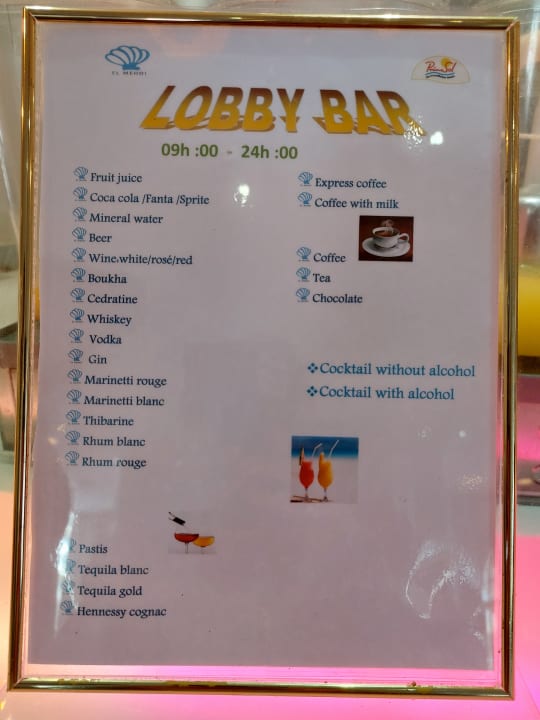 EL MEHDI
Prima Sol
LOBBY BAR
09h :00 - 24h :00
Fruit juice
Coca cola /Fanta /Sprite
Mineral water
Beer
Wine.white/rosé/red
Boukha
Cedratine
Whiskey
Vodka
Gin
Marinetti rouge
Marinetti blanc
Thibarine
Rhum blanc
Rhum rouge
Pastis
Tequila blanc
Tequila gold
Hennessy cognac
Express coffee
Coffee with milk
Coffee
Tea
Chocolate
Cocktail without alcohol
Cocktail with alcohol